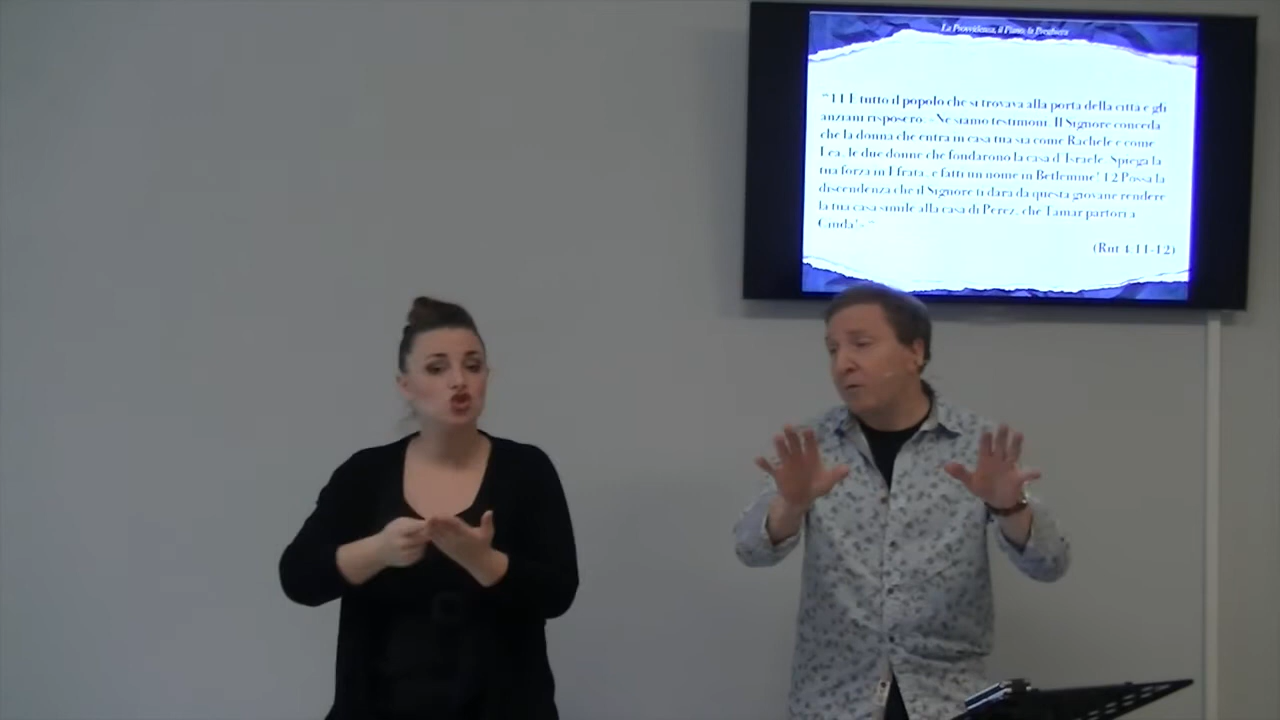 La Provvidenza, il Piano, la Preghiera
"11 E tutto il popolo che si trovava alla porta della città e gli
anziani risposero: «Ne siamo testimoni. Il Signore conceda
che la donna che entra in casa tua sia come Rachele e come
Lea, le due donne che fondarono la casa d'Israele. Spiega la
tua forza in Efrata, e fatti un nome in Betlemme! 12 Possa la
discendenza che il Signore ti darà da questa giovane rendere
la tua casa simile alla casa di Perez, che Tamar partorì a
Giuda!»"
(Rut 4:11-12)